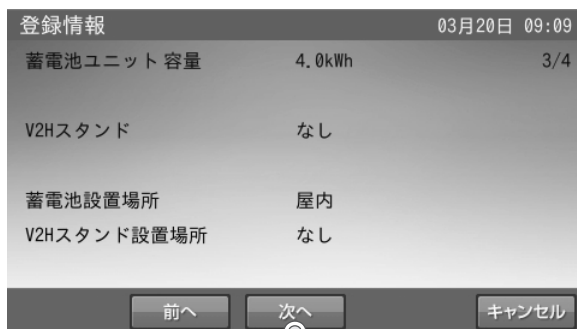 登録情報 03月20日 09:09
蓄電池ユニット 容量 4.0kWh 3/4
V2Hスタンド なし
蓄電池設置場所 屋内
V2Hスタンド設置場所 なし
前へ 次へ キャンセル